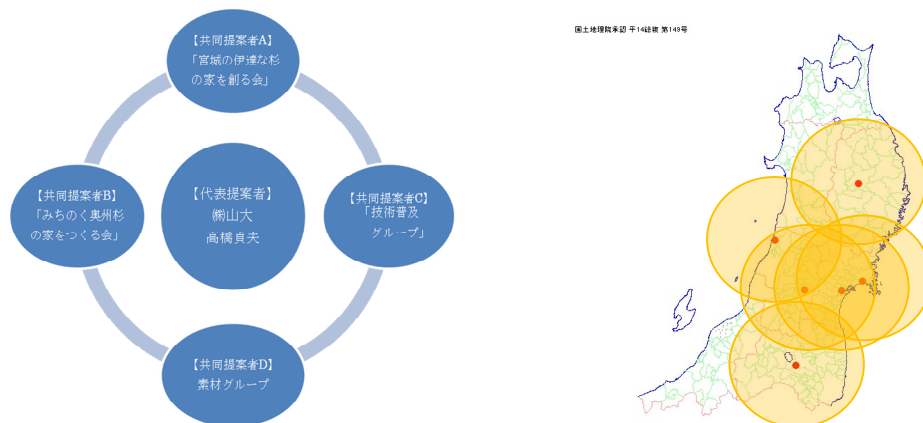 【共同提案者A】
「宮城の伊達な杉
の家を創る会」
【共同提案者B】
「みちのく奥州杉
の家をつくる会」
【代表提案者】
㈱山大
高橋貞夫
【共同提案者C】
「技術普及
グループ」
【共同提案者D】
素材グループ
国土地理院承認 平14総複 第149号